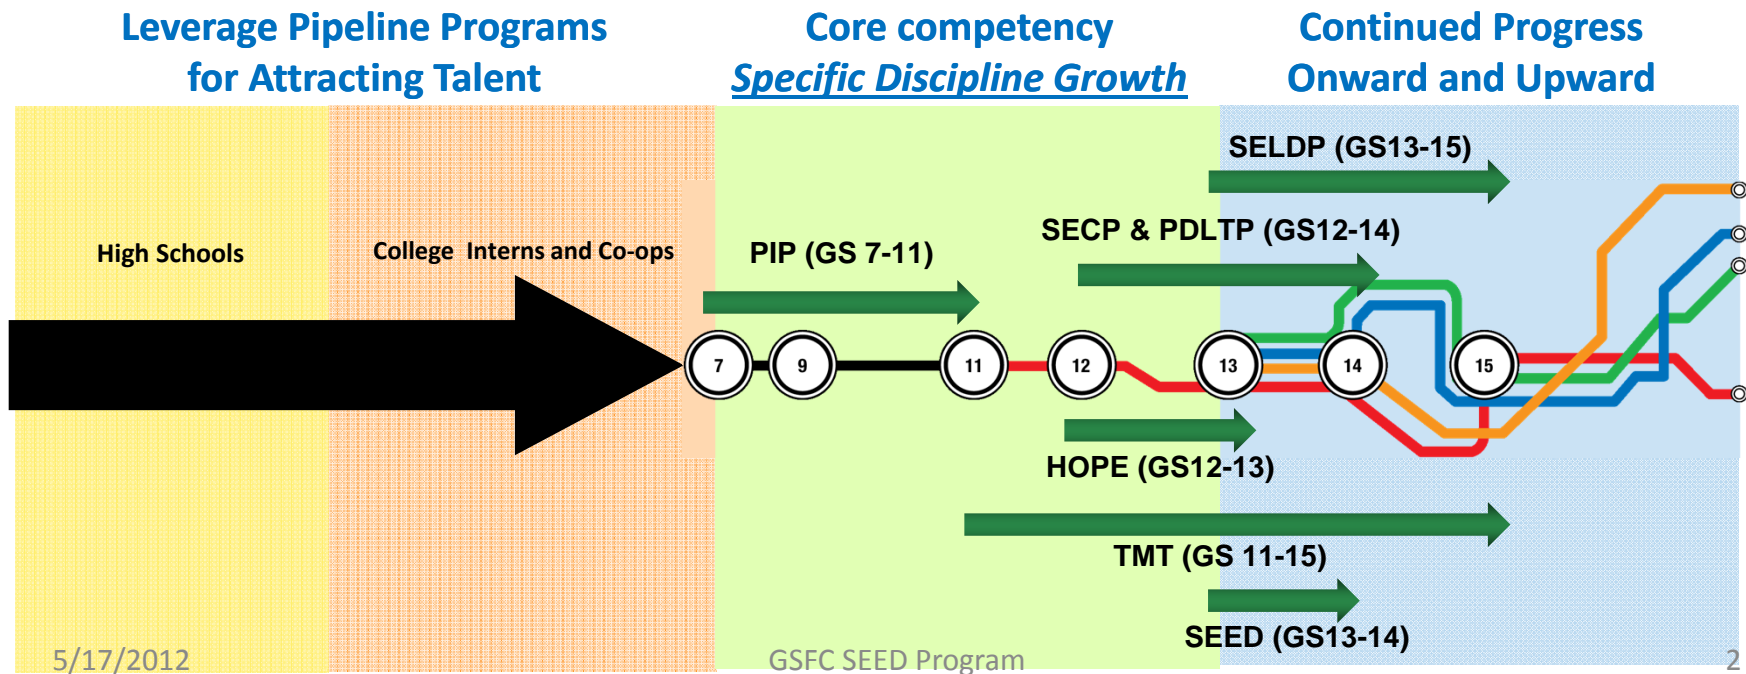 Leverage Pipeline Programs
for Attracting Talent
Core competency
Specific Discipline Growth
Continued Progress
Onward and Upward
High Schools
College Interns and Co-ops
PIP (GS 7-11)
SELDP (GS13-15)
SECP & PDLTP (GS12-14)
7
9
11
12
13
14
15
HOPE (GS12-13)
TMT (GS 11-15)
SEED (GS13-14)
5/17/2012
GSFC SEED Program
2